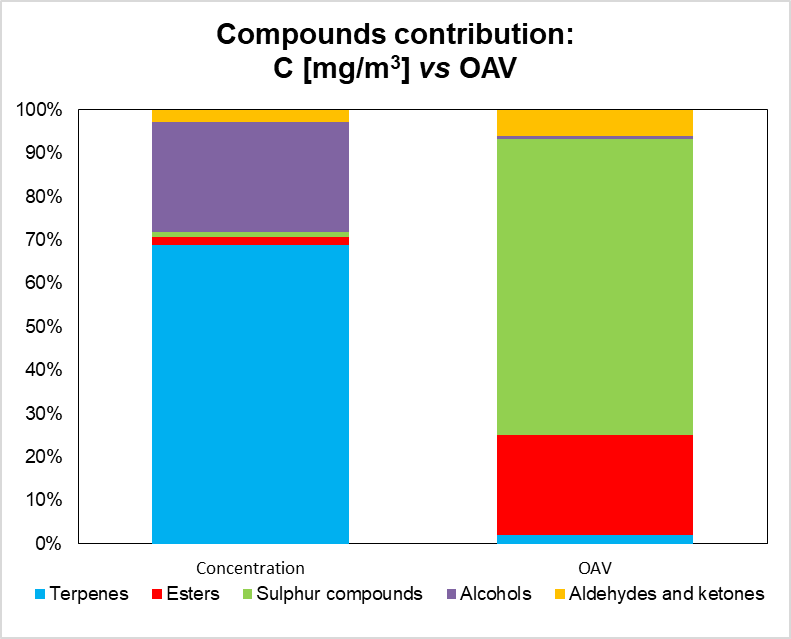 Compounds contribution:
C [mg/m³] vs OAV
100%
90%
80%
70%
60%
50%
40%
30%
20%
10%
0%
Concentration OAV
Terpenes Esters Sulphur compounds Alcohols Aldehydes and ketones